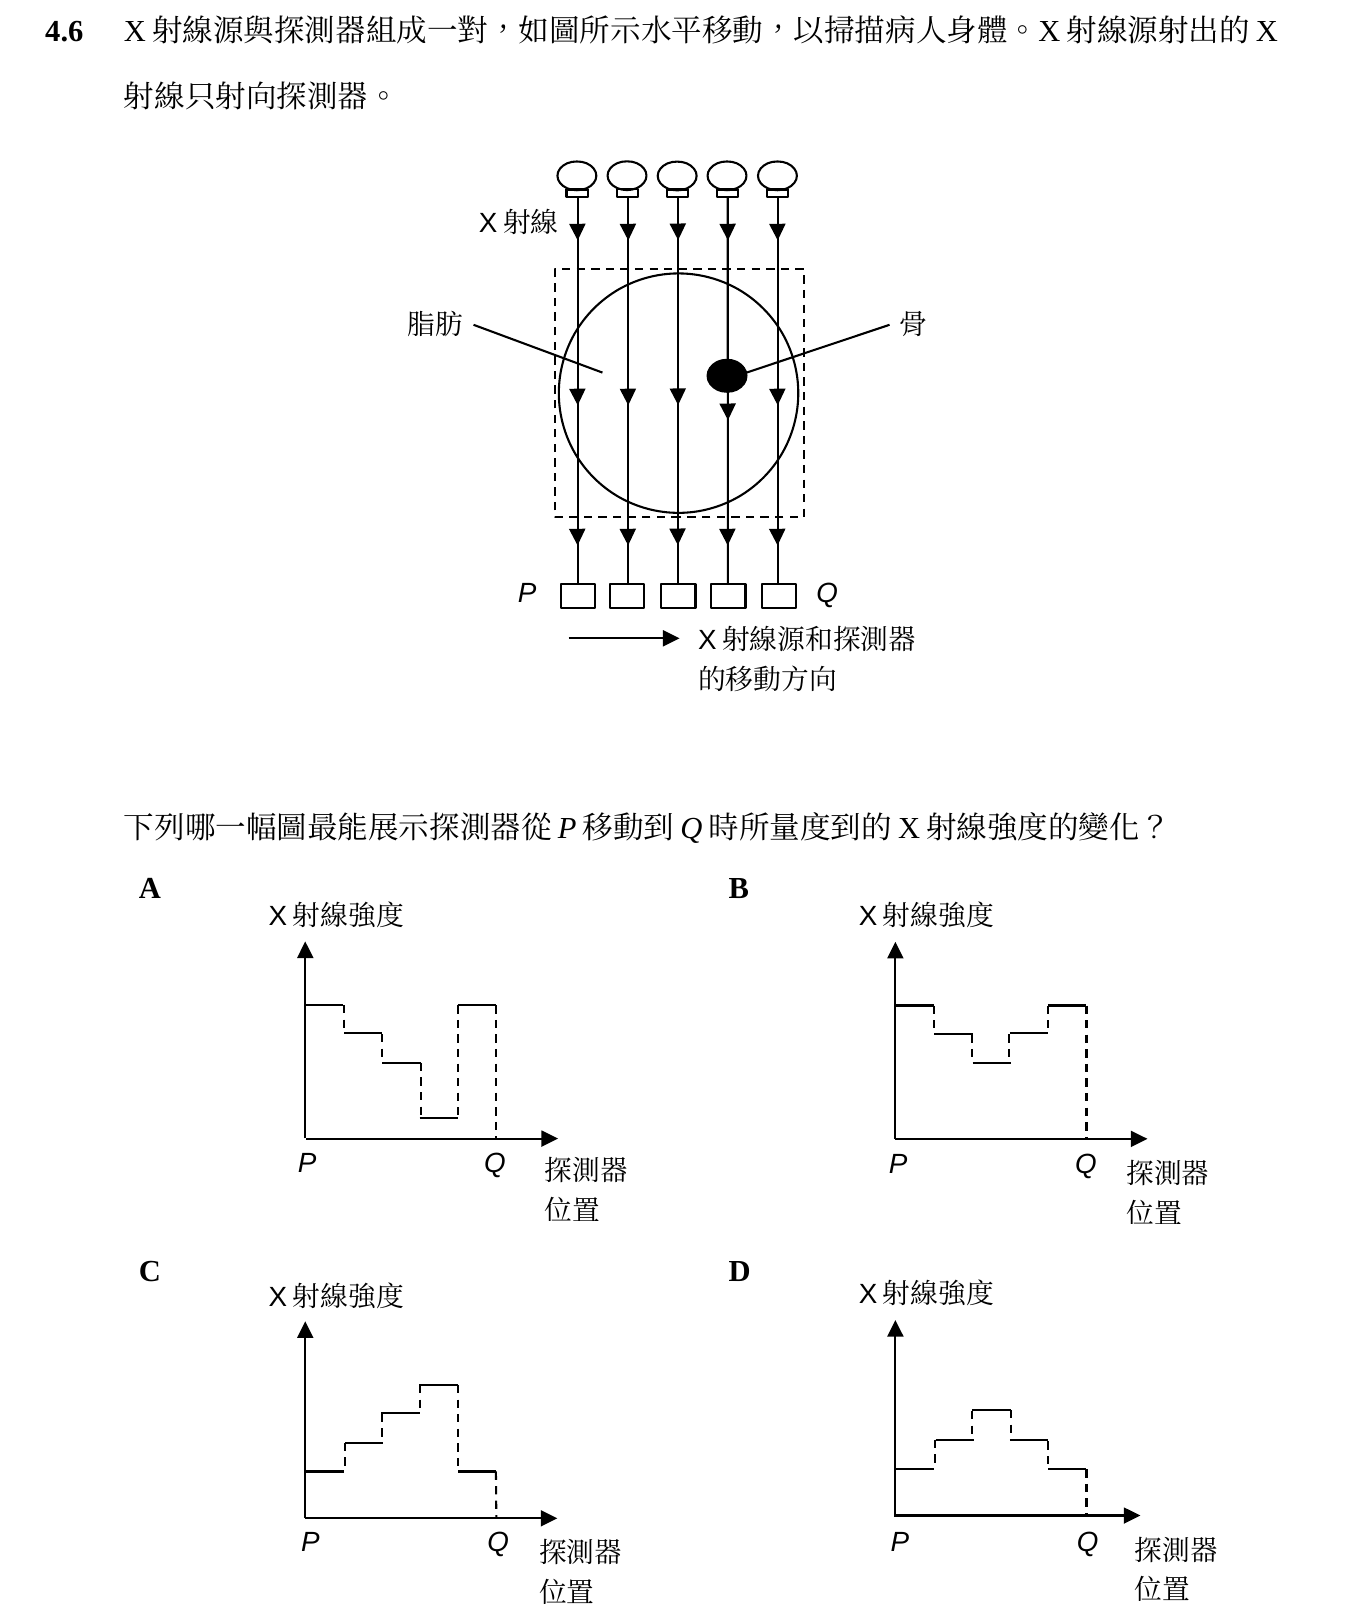 4.6 X 射線源與探測器組成一對，如圖所示水平移動，以掃描病人身體。X 射線源射出的 X
射線只射向探測器。
X 射線
脂肪
骨
P
Q
X 射線源和探測器
的移動方向
下列哪一幅圖最能展示探測器從 P 移動到 Q 時所量度到的 X 射線強度的變化？
A
X 射線強度
P
Q
探測器
位置
B
X 射線強度
P
Q
探測器
位置
C
X 射線強度
P
Q
探測器
位置
D
X 射線強度
P
Q
探測器
位置